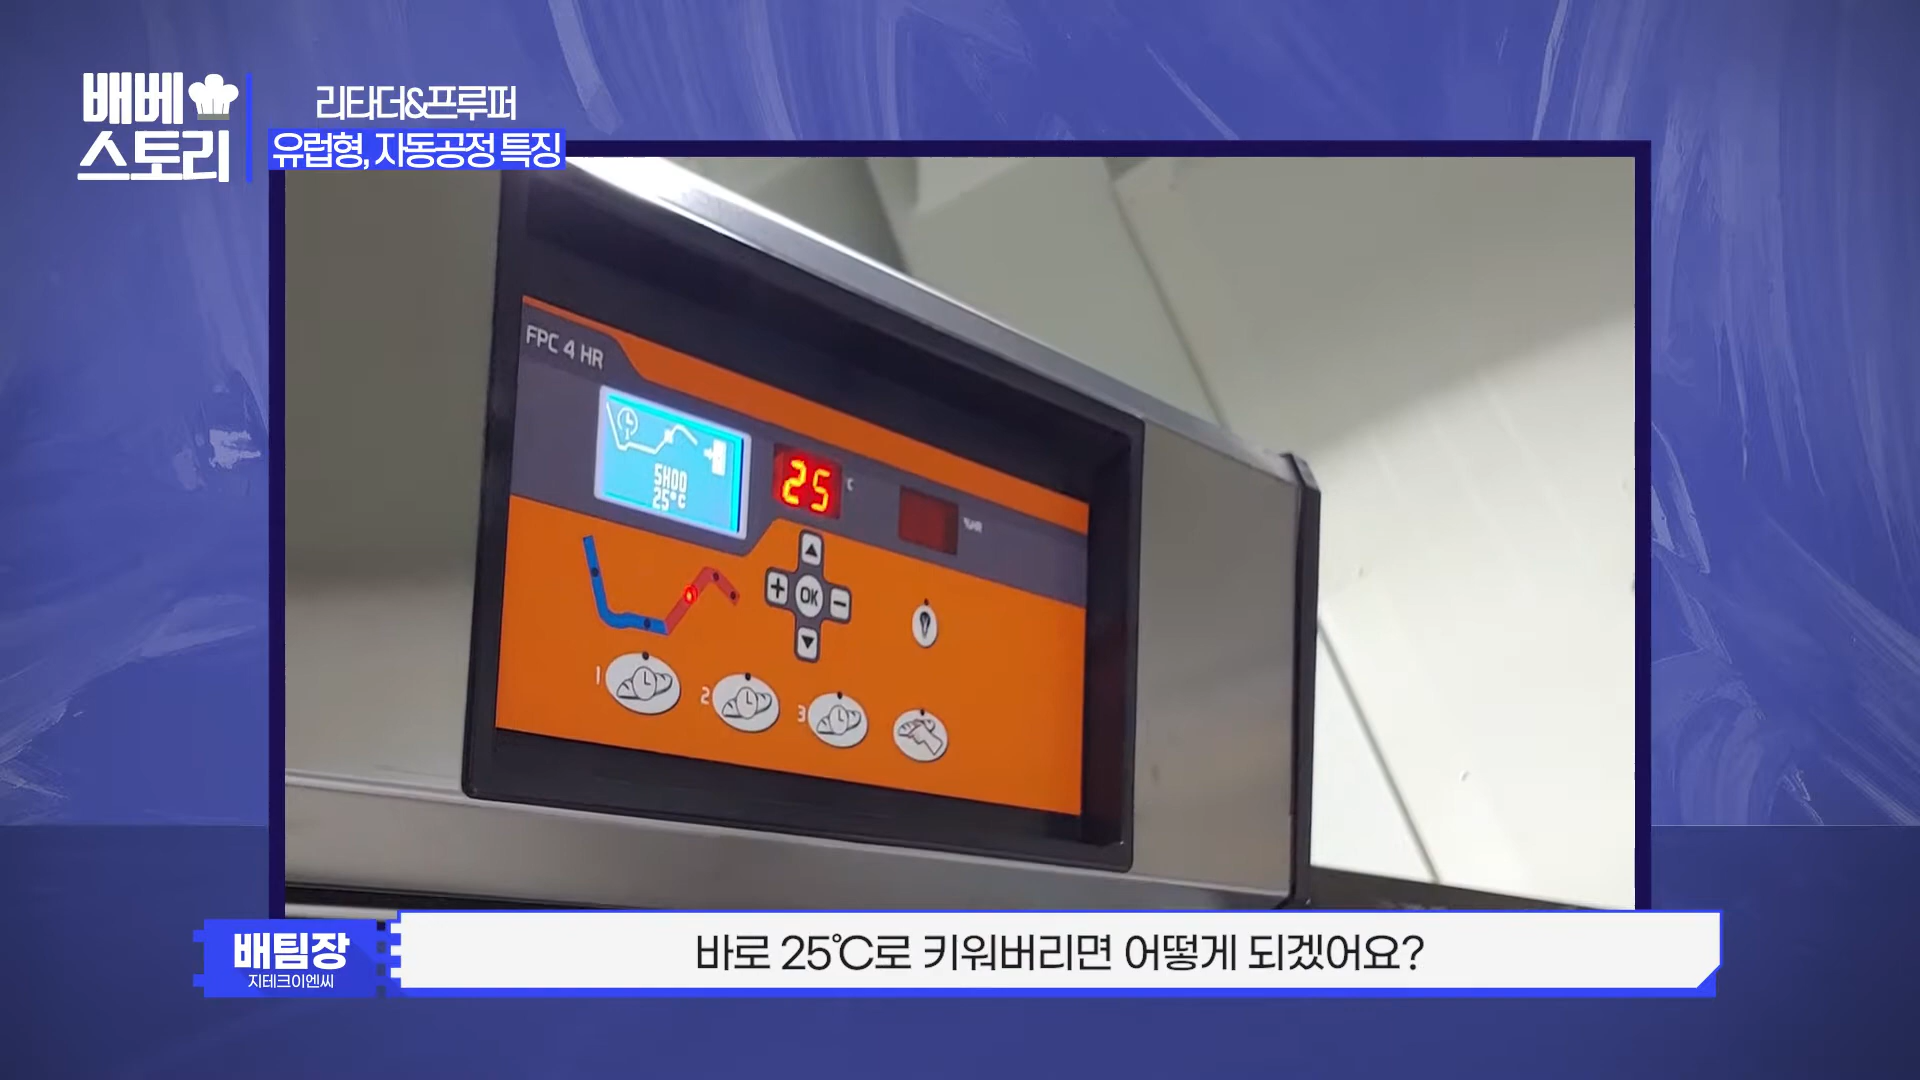 배베
스토리
리타더&프루퍼
유럽형, 자동공정 특징
FPC 4 HR
5H00
25°C
25
C
%HR
+
OK
−
1
2
3
배팀장
지테크이엔씨
바로 25℃로 키워버리면 어떻게 되겠어요?